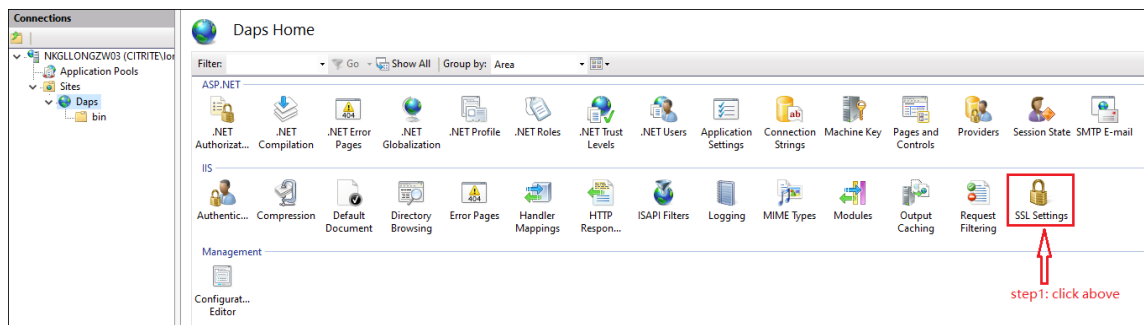 Connections
NKGLLONGZW03 (CITRITE\lor
Application Pools
Sites
Daps
bin
Daps Home
Filter: Go Show All Group by: Area
ASP.NET
.NET Authorizat...
.NET Compilation
.NET Error Pages
.NET Globalization
.NET Profile
.NET Roles
.NET Trust Levels
.NET Users
Application Settings
Connection Strings
Machine Key
Pages and Controls
Providers
Session State
SMTP E-mail
IIS
Authentic...
Compression
Default Document
Directory Browsing
Error Pages
Handler Mappings
HTTP Respon...
ISAPI Filters
Logging
MIME Types
Modules
Output Caching
Request Filtering
SSL Settings
Management
Configurat... Editor
step1: click above